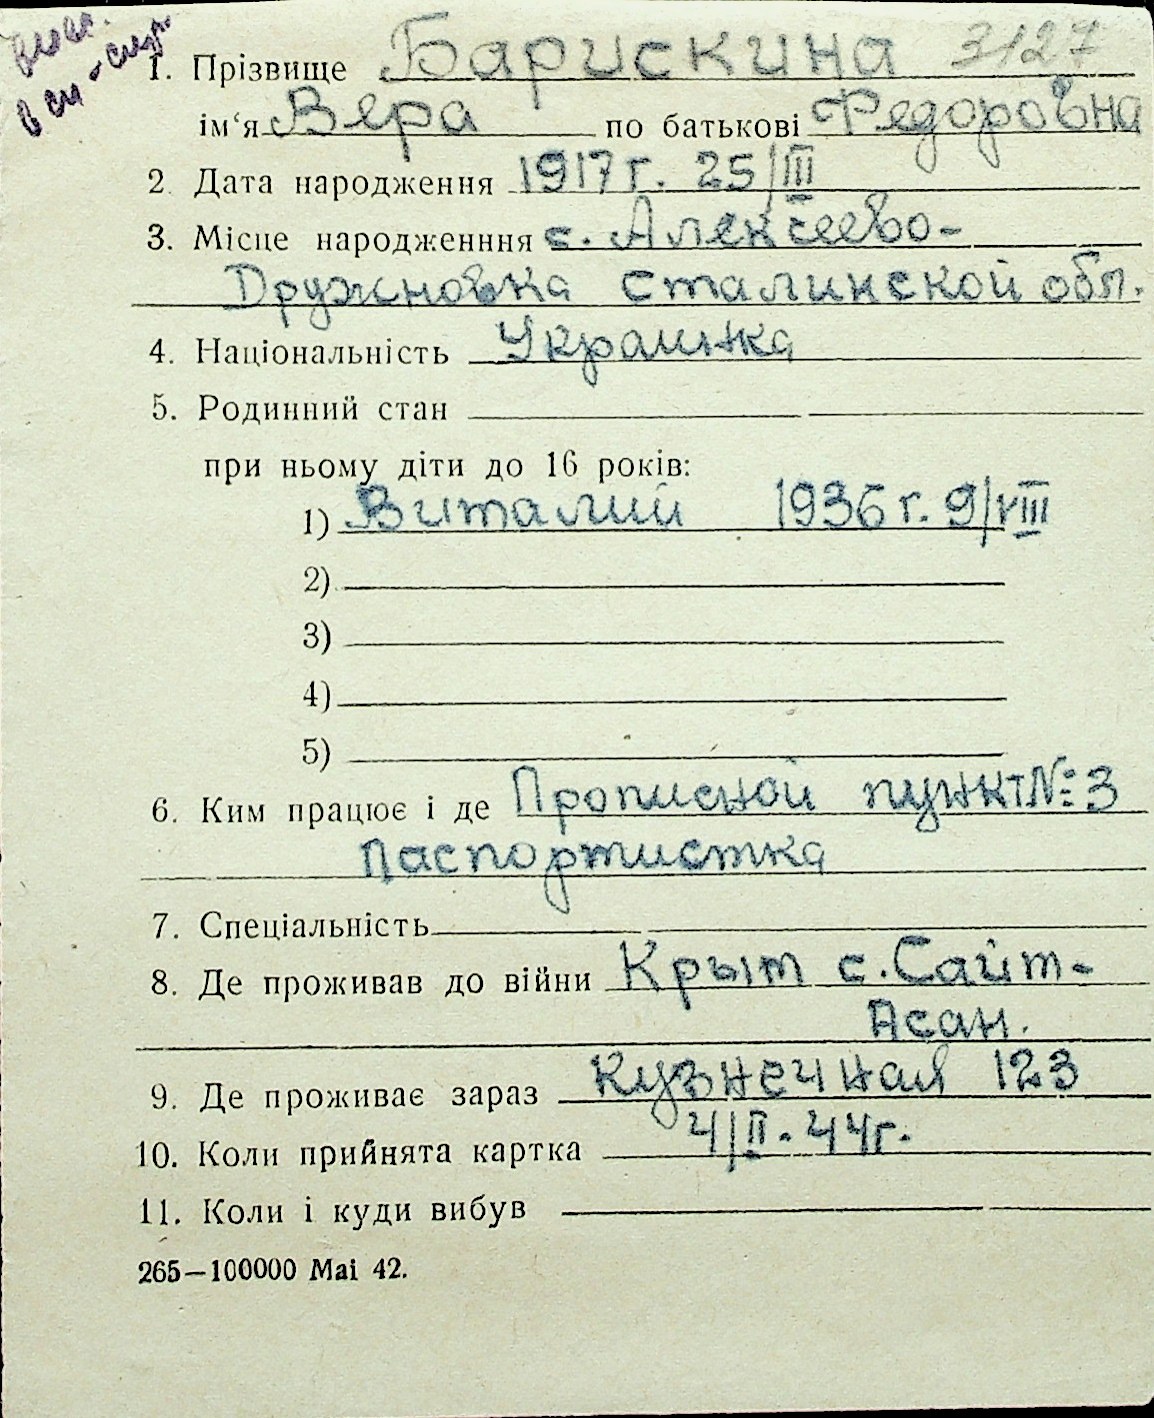 1. Прізвище Барискина 3127
ім‘я Вера по батькові Федоровна
2. Дата народження 1917 г. 25/III
3. Місце народженння с. Алексеево-
Дружновка Сталинской обл.
4. Національність Украинка
5. Родинний стан
при ньому діти до 16 років:
1) Виталий 1936 г. 9/VIII
2)
3)
4)
5)
6. Ким працює і де Прописной пункт № 3
Паспортистка
7. Спеціальність
8. Де проживав до війни Крым с. Сайт-
Асан.
9. Де проживає зараз Кузнечная 123
10. Коли прийнята картка 4/II. 44г.
11. Коли і куди вибув
265—100000 Mai 42.